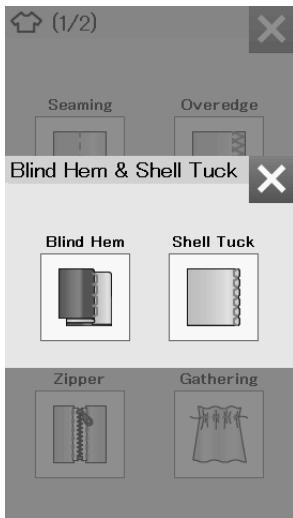 (1/2)
Seaming Overedge
Blind Hem & Shell Tuck
Blind Hem Shell Tuck
Zipper Gathering